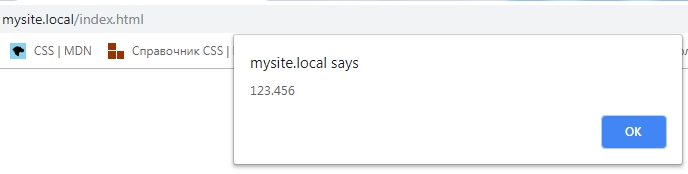 mysite.local/index.html
CSS | MDN
Справочник CSS |
mysite.local says
123.456
OK